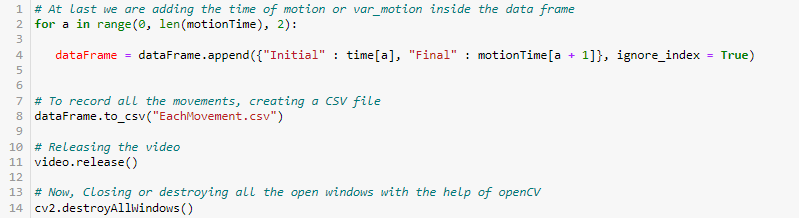 1 # At last we are adding the time of motion or var_motion inside the data frame
2 for a in range(0, len(motionTime), 2):
3
4     dataFrame = dataFrame.append({"Initial" : time[a], "Final" : motionTime[a + 1]}, ignore_index = True)
5
6
7 # To record all the movements, creating a CSV file
8 dataFrame.to_csv("EachMovement.csv")
9
10 # Releasing the video
11 video.release()
12
13 # Now, Closing or destroying all the open windows with the help of openCV
14 cv2.destroyAllWindows()